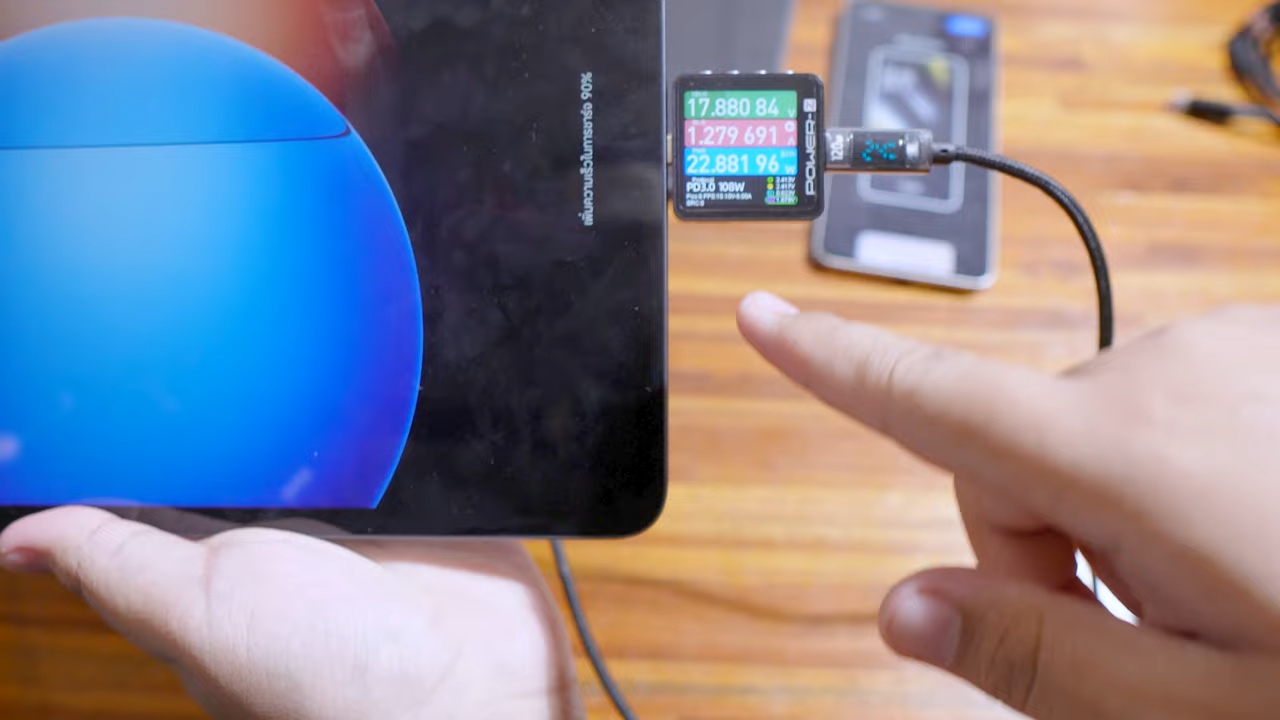 เพิ่มความเร็วในการชาร์จ 90%
17.880 84 V
1.279 691 A
22.881 96 W
PD3.0 108W
POWER-Z
120W